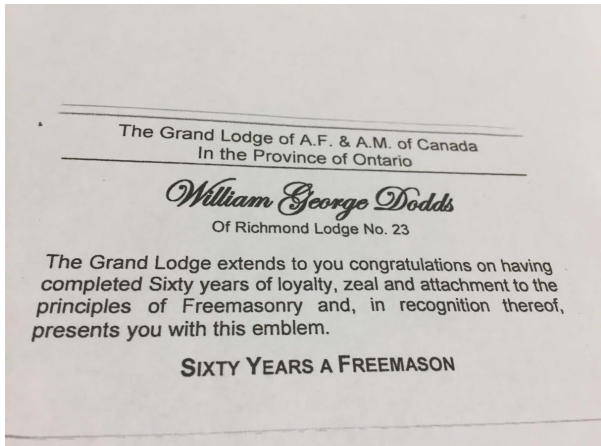 The Grand Lodge of A.F. & A.M. of Canada
In the Province of Ontario
William George Dodds
Of Richmond Lodge No. 23
The Grand Lodge extends to you congratulations on having
completed Sixty years of loyalty, zeal and attachment to the
principles of Freemasonry and, in recognition thereof,
presents you with this emblem.
SIXTY YEARS A FREEMASON